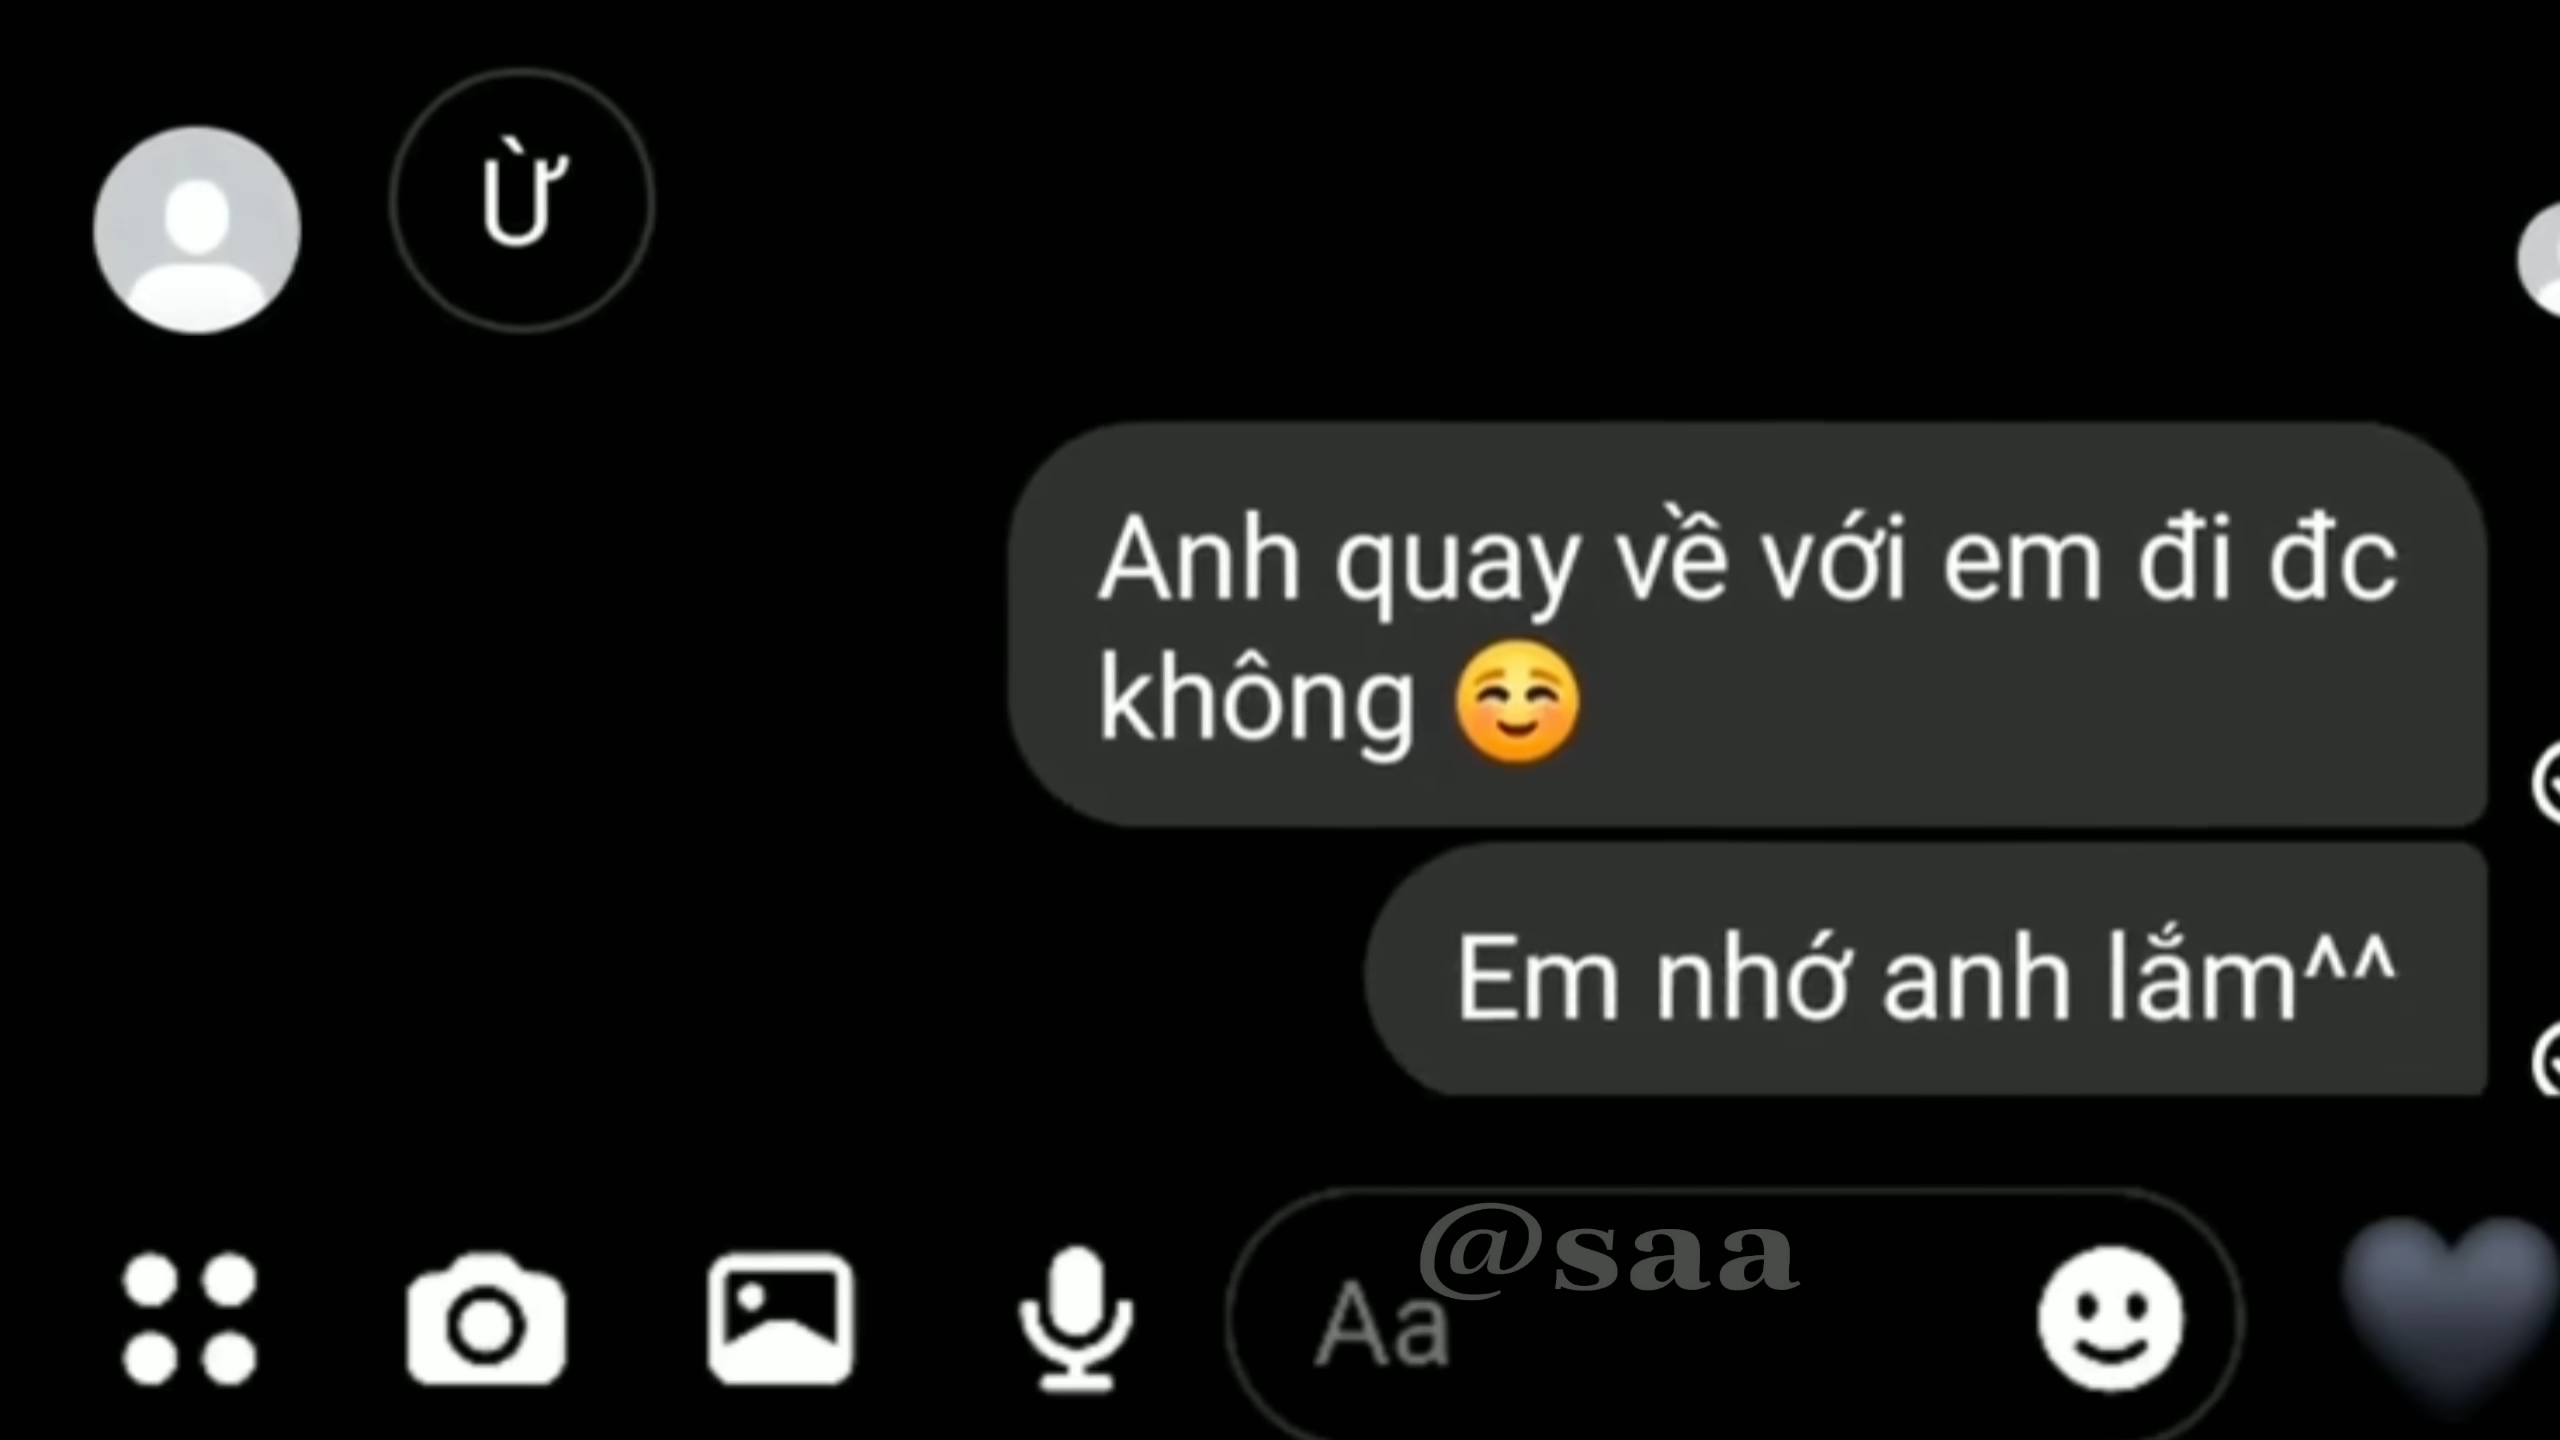 Ừ
Anh quay về với em đi đc
không ☺️
Em nhớ anh lắm^^
@saa
Aa